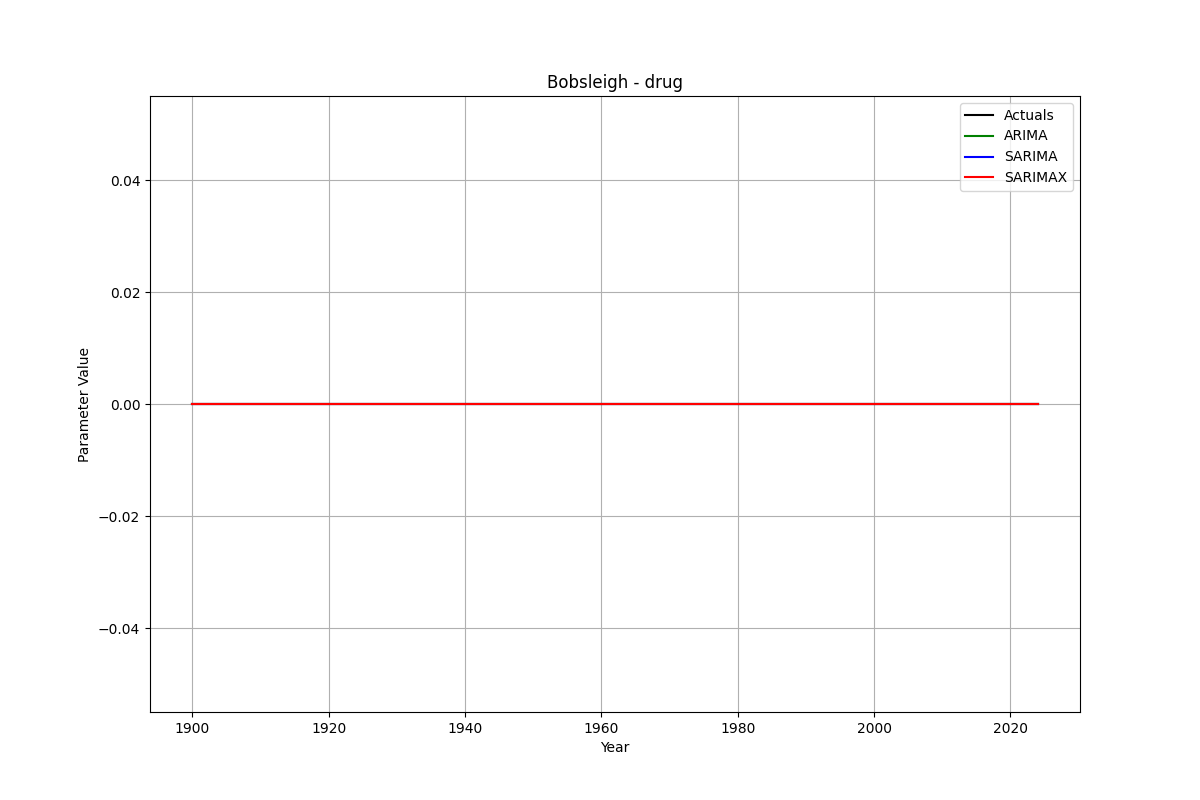 Bobsleigh - drug
Actuals
ARIMA
SARIMA
SARIMAX
0.04
0.02
0.00
−0.02
−0.04
Parameter Value
1900 1920 1940 1960 1980 2000 2020
Year